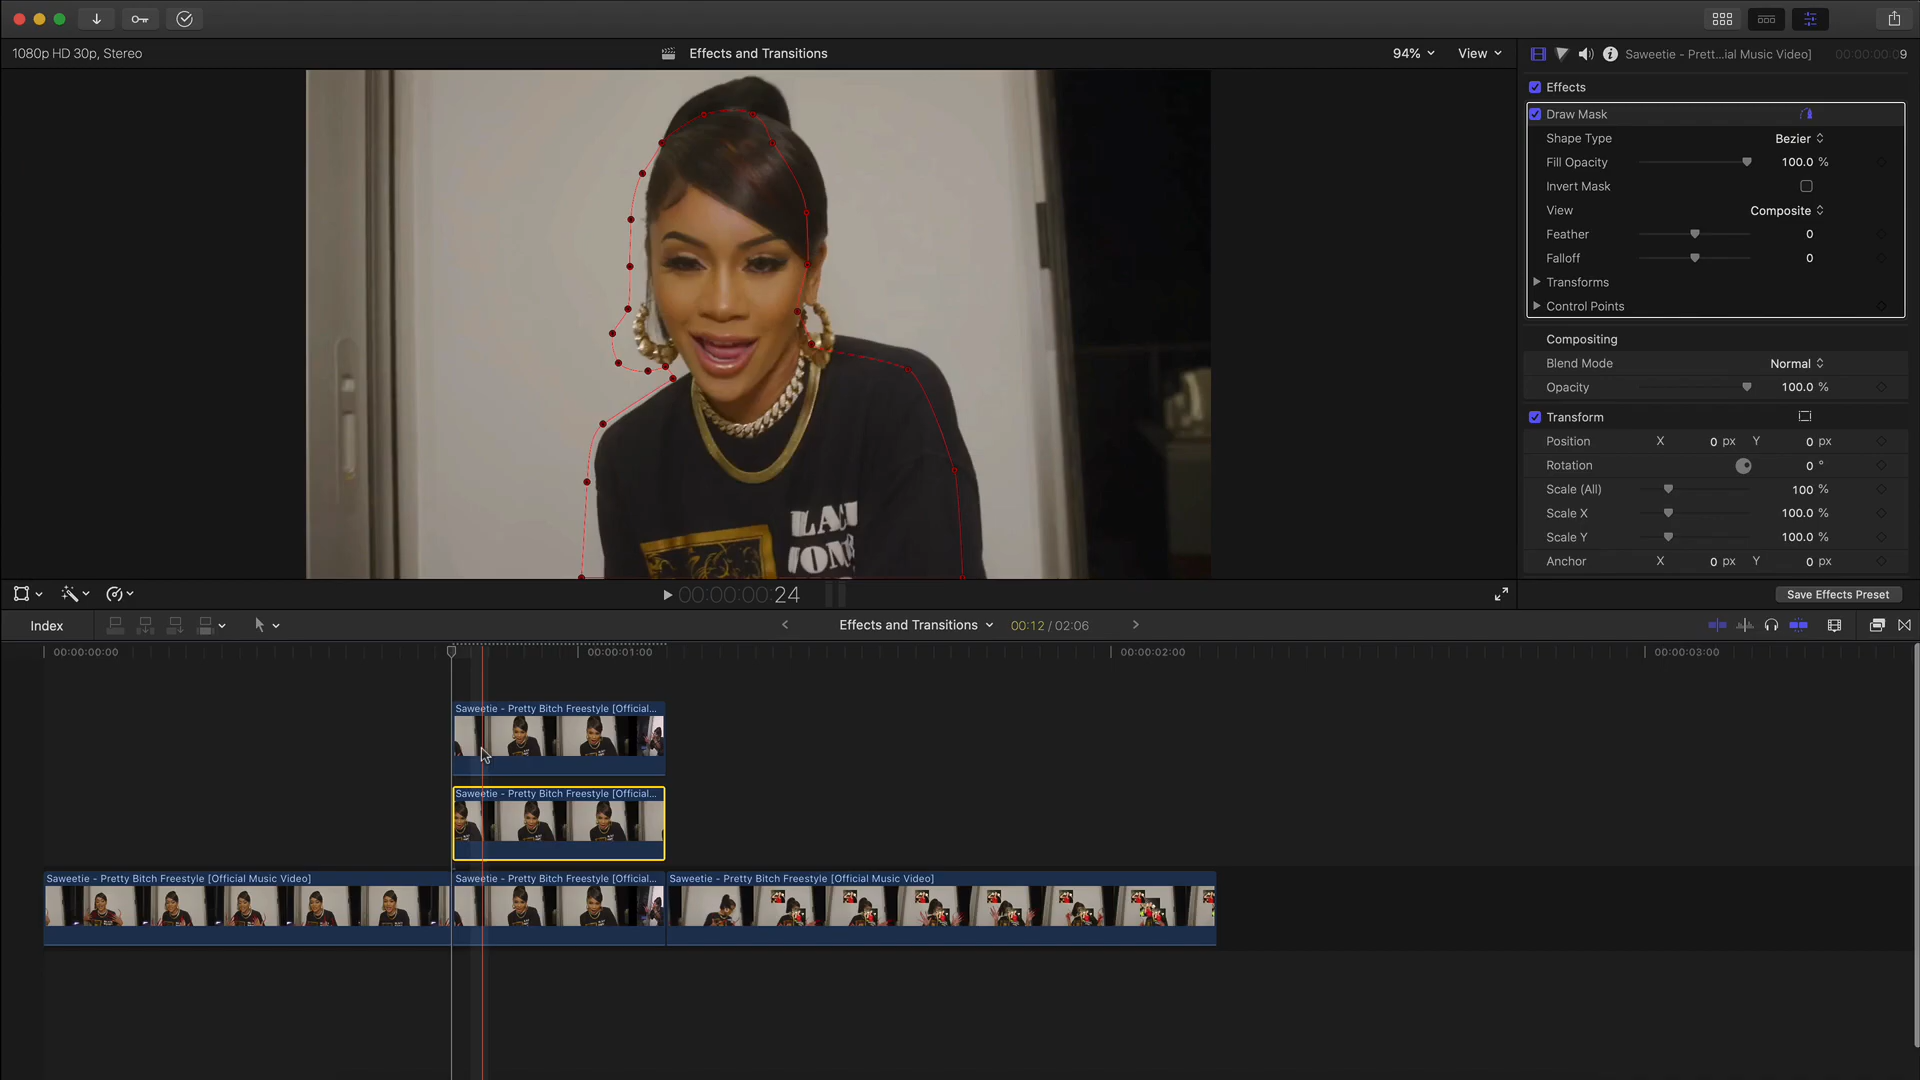 1080p HD 30p, Stereo
Effects and Transitions
94%
View
Saweetie - Prett...ial Music Video]
00:00:00:09
Effects
Draw Mask
Shape Type
Bezier
Fill Opacity
100.0 %
Invert Mask
View
Composite
Feather
0
Falloff
0
Transforms
Control Points
Compositing
Blend Mode
Normal
Opacity
100.0 %
Transform
Position
X 0 px Y 0 px
Rotation
0 °
Scale (All)
100 %
Scale X
100.0 %
Scale Y
100.0 %
Anchor
X 0 px Y 0 px
00:00:00:24
Save Effects Preset
Index
Effects and Transitions
00:12 / 02:06
00:00:00:00
00:00:01:00
00:00:02:00
00:00:03:00
Saweetie - Pretty Bitch Freestyle [Official...
Saweetie - Pretty Bitch Freestyle [Official...
Saweetie - Pretty Bitch Freestyle [Official Music Video]
Saweetie - Pretty Bitch Freestyle [Official...
Saweetie - Pretty Bitch Freestyle [Official Music Video]